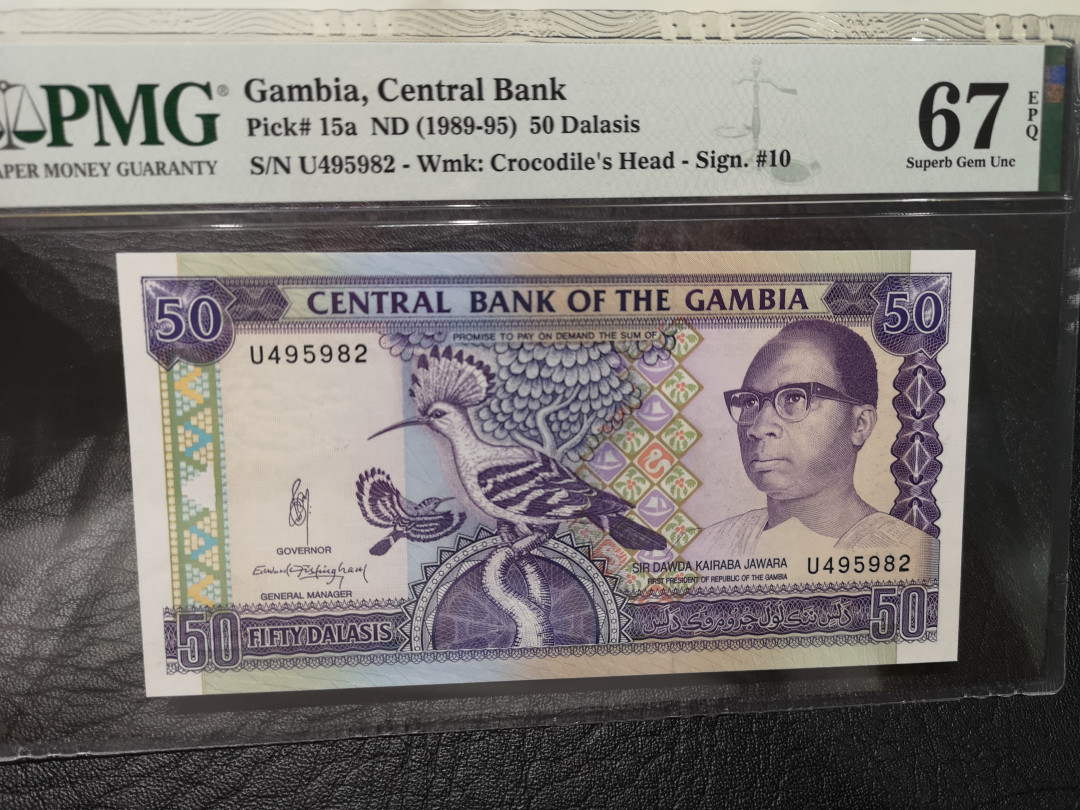 PMG®
PAPER MONEY GUARANTY
Gambia, Central Bank
Pick# 15a ND (1989-95) 50 Dalasis
S/N U495982 - Wmk: Crocodile's Head - Sign. #10
67 EPQ
Superb Gem Unc
50 CENTRAL BANK OF THE GAMBIA 50
PROMISE TO PAY ON DEMAND THE SUM OF
U495982
GOVERNOR
GENERAL MANAGER
SIR DAWDA KAIRABA JAWARA
FIRST PRESIDENT OF REPUBLIC OF THE GAMBIA
U495982
50 FIFTY DALASIS
50